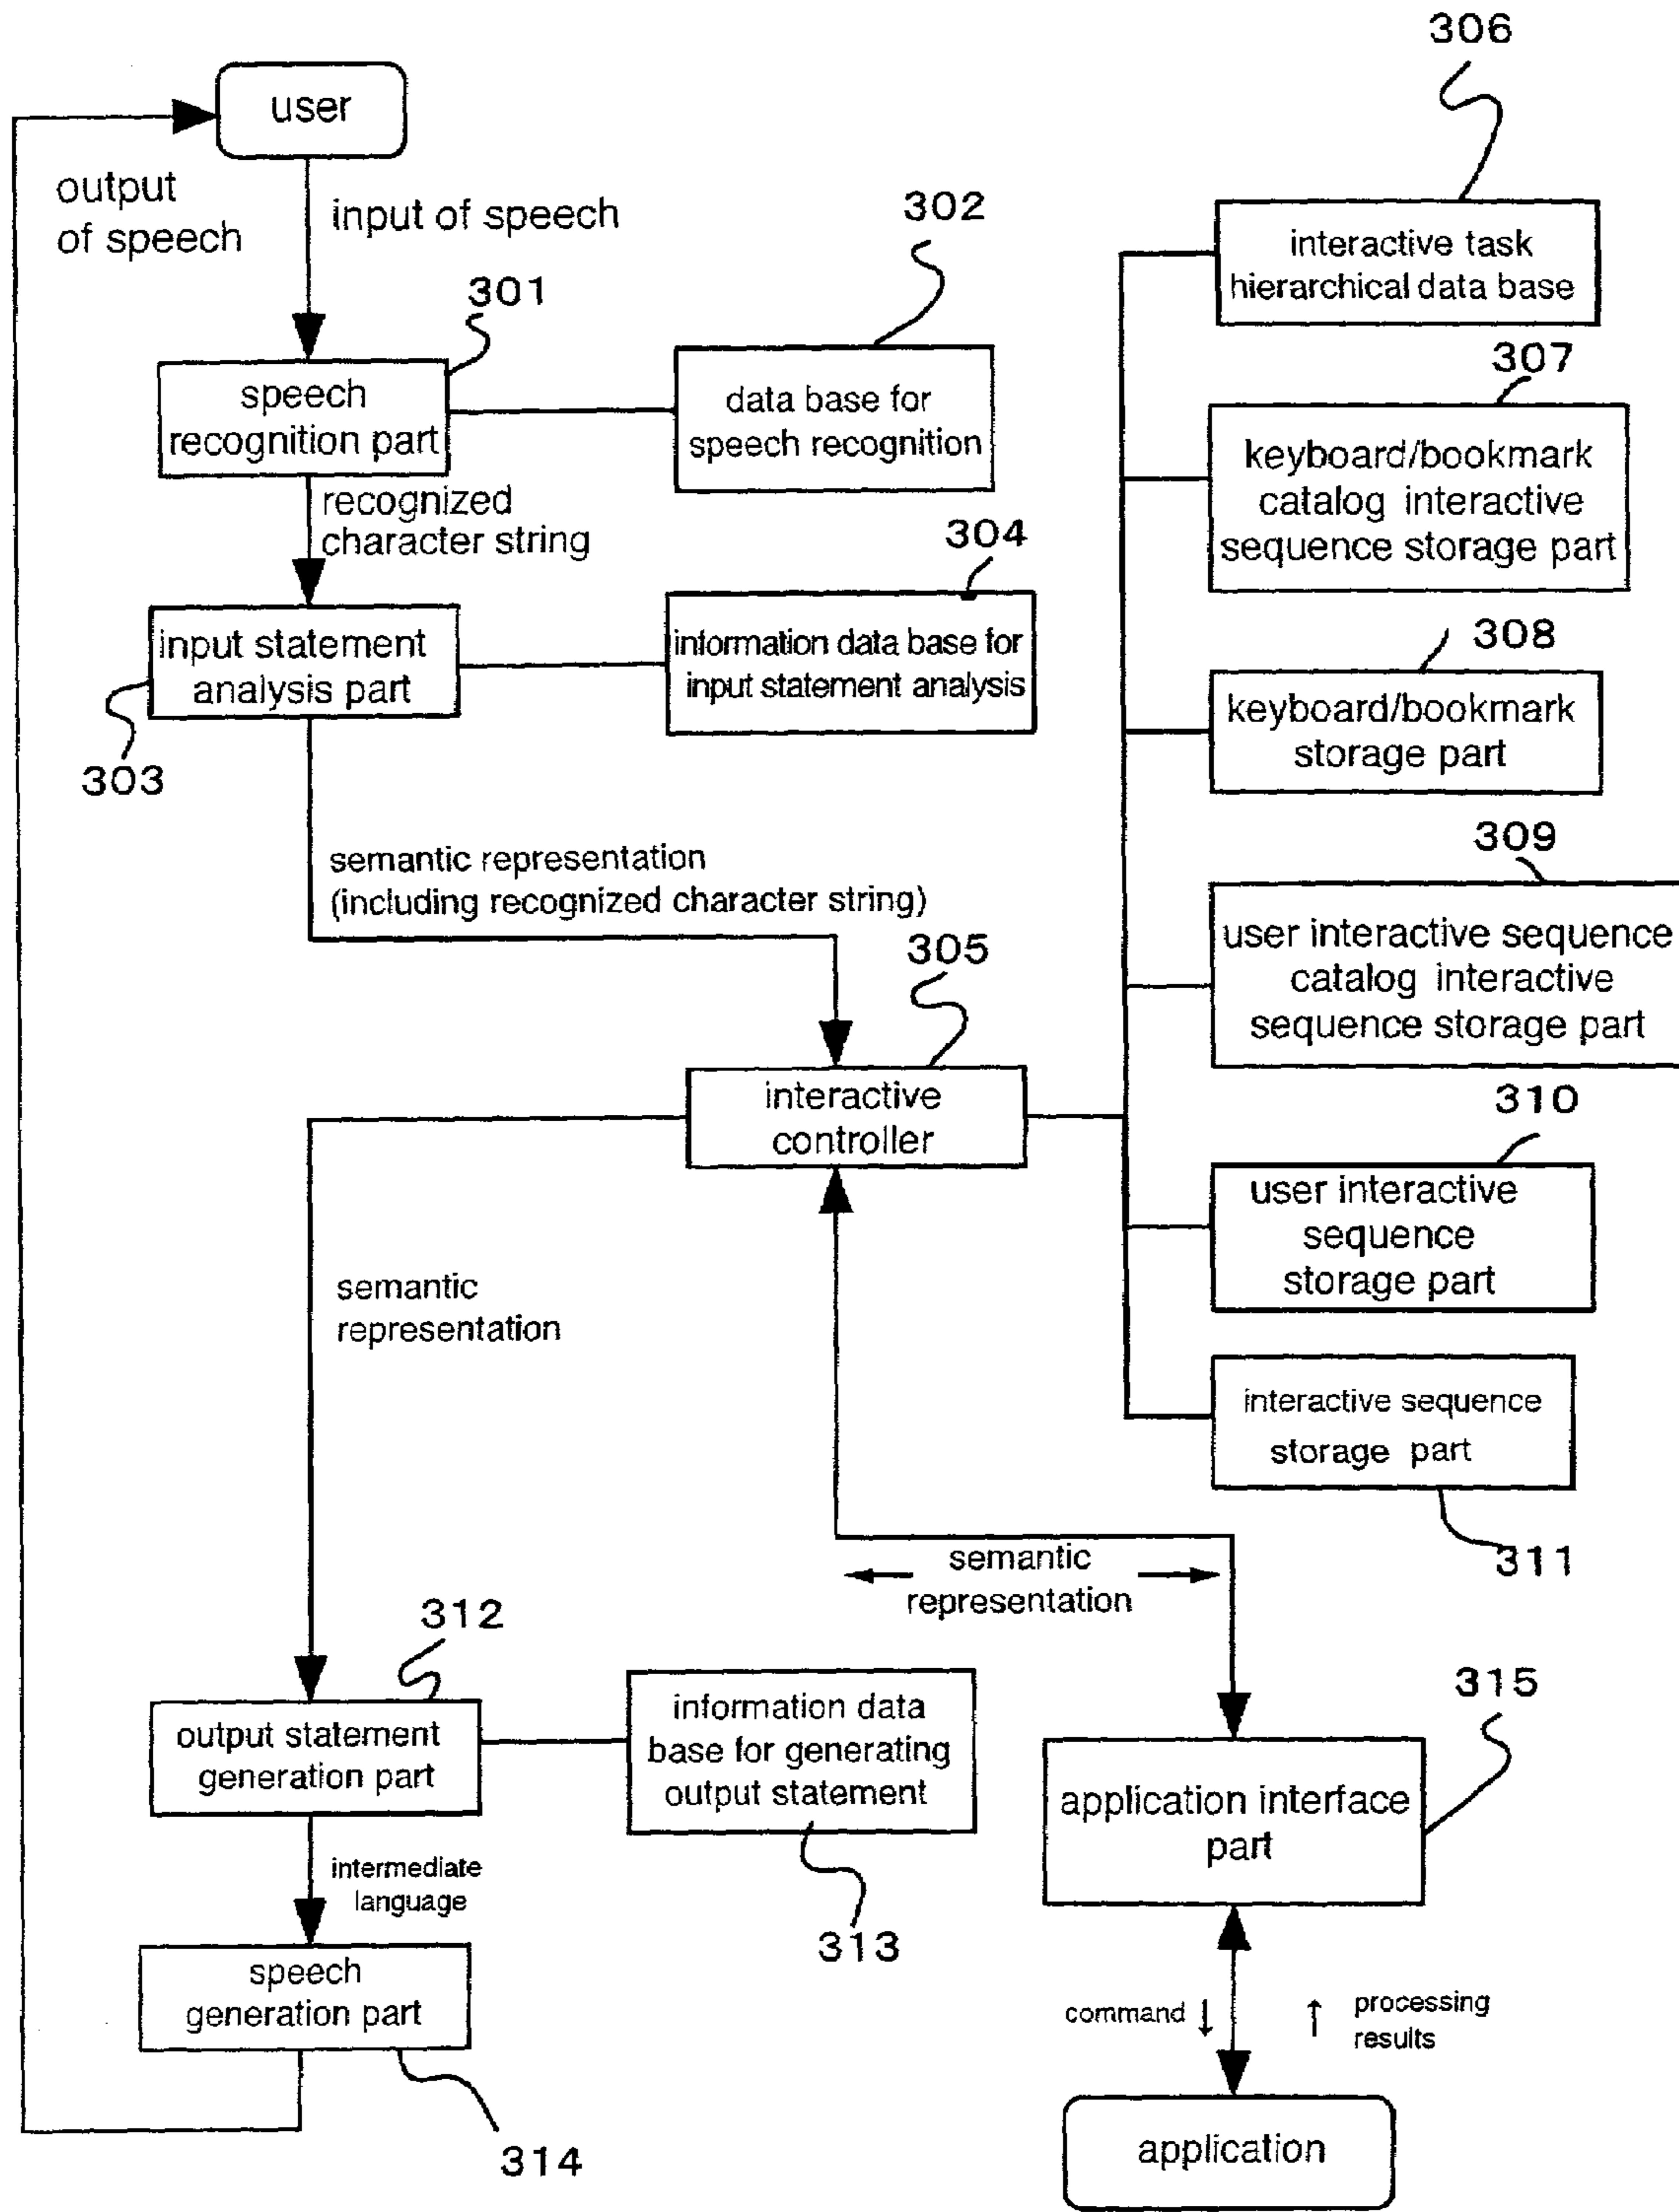 306
user
output
of speech
input of speech
302
interactive task
hierarchical data base
301
307
speech
recognition part
data base for
speech recognition
keyboard/bookmark
catalog interactive
sequence storage part
recognized
character string
304
308
input statement
analysis part
information data base for
input statement analysis
keyboard/bookmark
storage part
303
309
semantic representation
(including recognized character string)
user interactive sequence
catalog interactive
sequence storage part
305
interactive
controller
310
user interactive
sequence
storage part
semantic
representation
interactive sequence
storage part
311
semantic
representation
312
315
output statement
generation part
information data
base for generating
output statement
application interface
part
intermediate
language
313
speech
generation part
command ↓
↑ processing
results
314
application